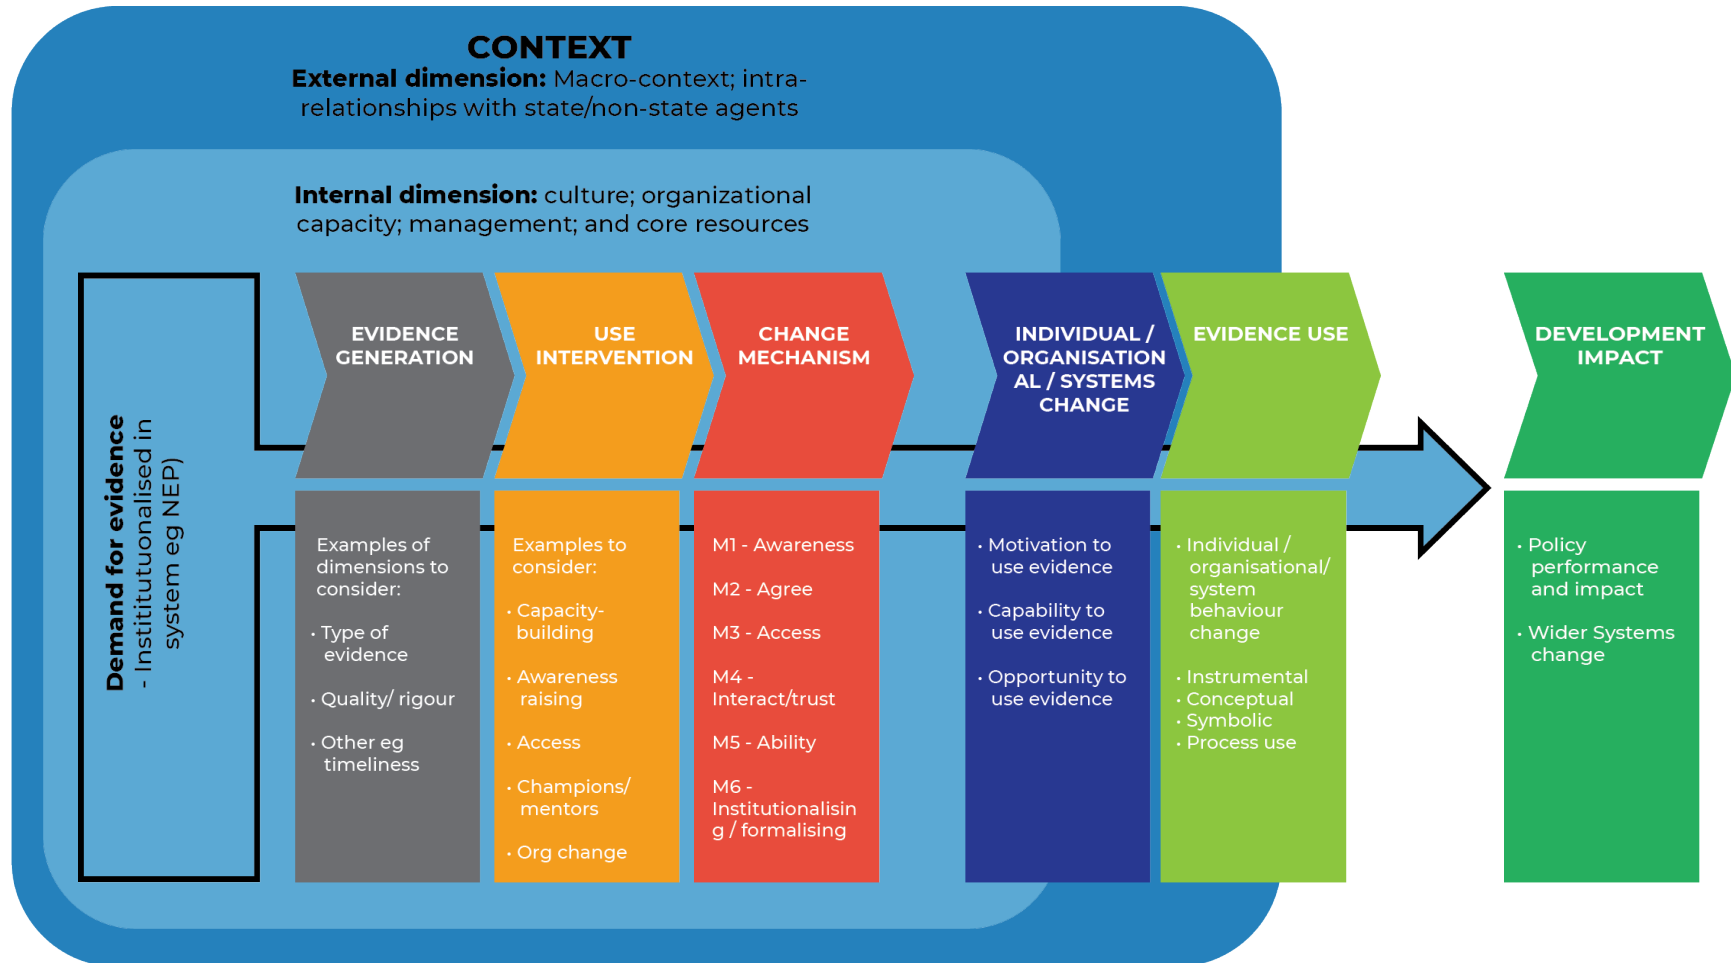 CONTEXT
External dimension: Macro-context; intra-
relationships with state/non-state agents
Internal dimension: culture; organizational
capacity; management; and core resources
Demand for evidence
- Institutuonalised in
system eg NEP)
EVIDENCE
GENERATION
Examples of
dimensions to
consider:
• Type of
evidence
• Quality/ rigour
• Other eg
timeliness
USE
INTERVENTION
Examples to
consider:
• Capacity-
building
• Awareness
raising
• Access
• Champions/
mentors
• Org change
CHANGE
MECHANISM
M1 - Awareness
M2 - Agree
M3 - Access
M4 -
Interact/trust
M5 - Ability
M6 -
Institutionalisin
g / formalising
INDIVIDUAL /
ORGANISATION
AL / SYSTEMS
CHANGE
• Motivation to
use evidence
• Capability to
use evidence
• Opportunity to
use evidence
EVIDENCE USE
• Individual /
organisational/
system
behaviour
change
• Instrumental
• Conceptual
• Symbolic
• Process use
DEVELOPMENT
IMPACT
• Policy
performance
and impact
• Wider Systems
change